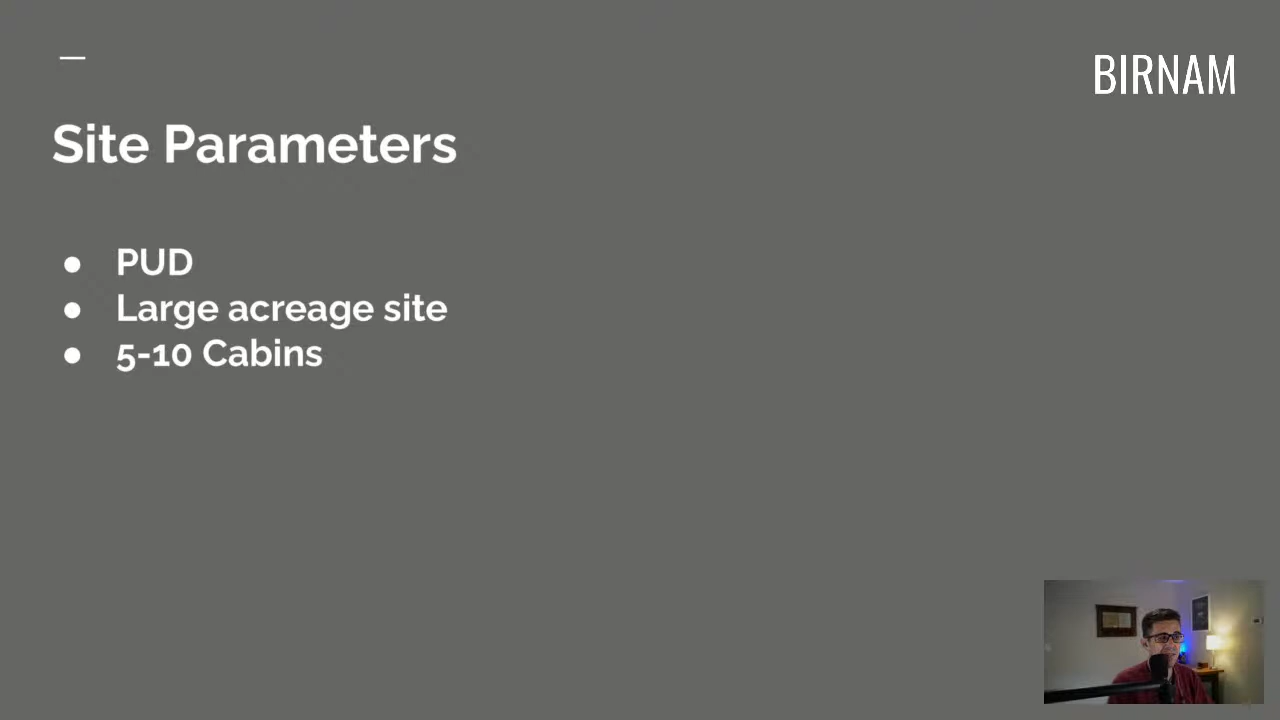 BIRNAM
Site Parameters
● PUD
● Large acreage site
● 5-10 Cabins